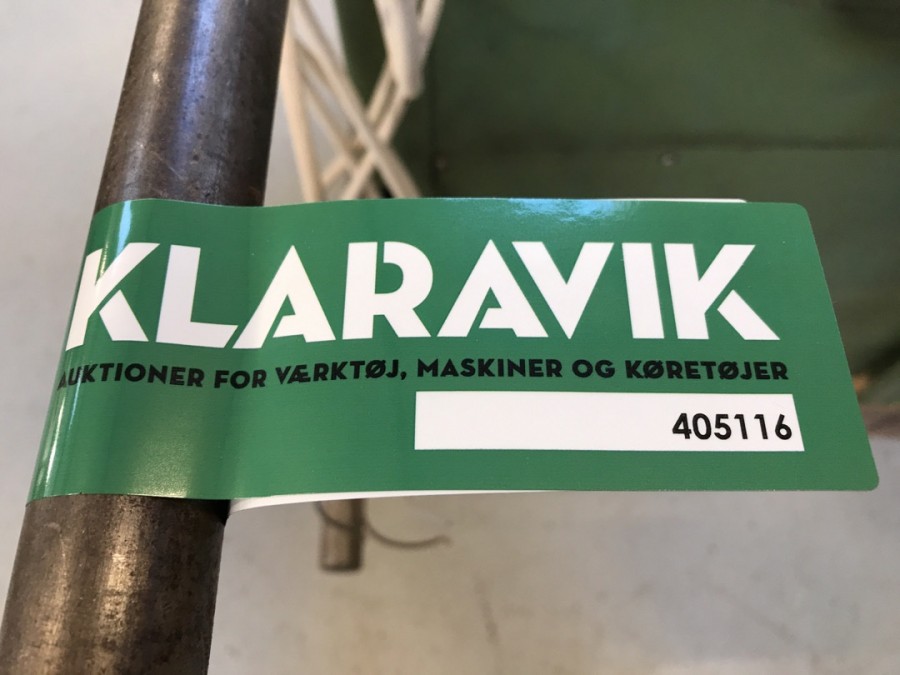 KLARAVIK
AUKTIONER FOR VÆRKTØJ, MASKINER OG KØRETØJER
405116